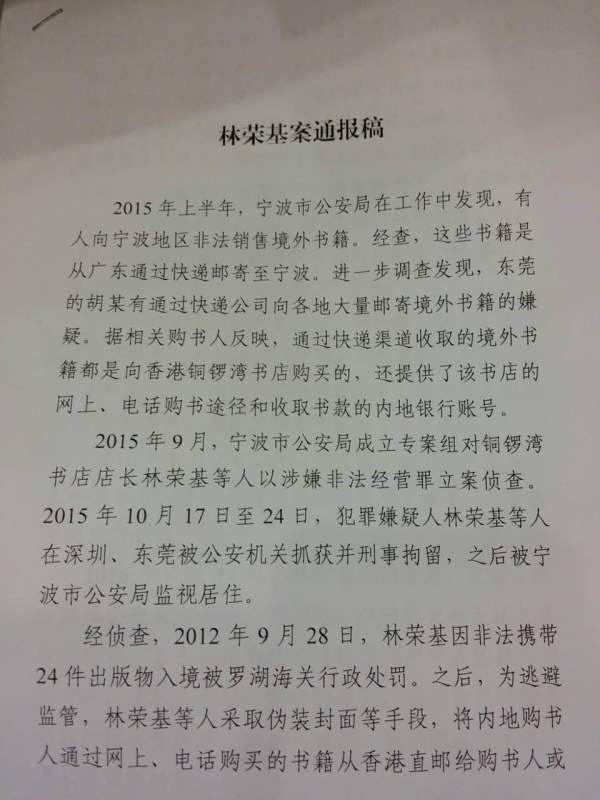 林荣基案通报稿
2015 年上半年，宁波市公安局在工作中发现，有
人向宁波地区非法销售境外书籍。经查，这些书籍是
从广东通过快递邮寄至宁波。进一步调查发现，东莞
的胡某有通过快递公司向各地大量邮寄境外书籍的嫌
疑。据相关购书人反映，通过快递渠道收取的境外书
籍都是向香港铜锣湾书店购买的，还提供了该书店的
网上、电话购书途径和收取书款的内地银行账号。
2015 年 9 月，宁波市公安局成立专案组对铜锣湾
书店店长林荣基等人以涉嫌非法经营罪立案侦查。
2015 年 10 月 17 日至 24 日，犯罪嫌疑人林荣基等人
在深圳、东莞被公安机关抓获并刑事拘留，之后被宁
波市公安局监视居住。
经侦查，2012 年 9 月 28 日，林荣基因非法携带
24 件出版物入境被罗湖海关行政处罚。之后，为逃避
监管，林荣基等人采取伪装封面等手段，将内地购书
人通过网上、电话购买的书籍从香港直邮给购书人或